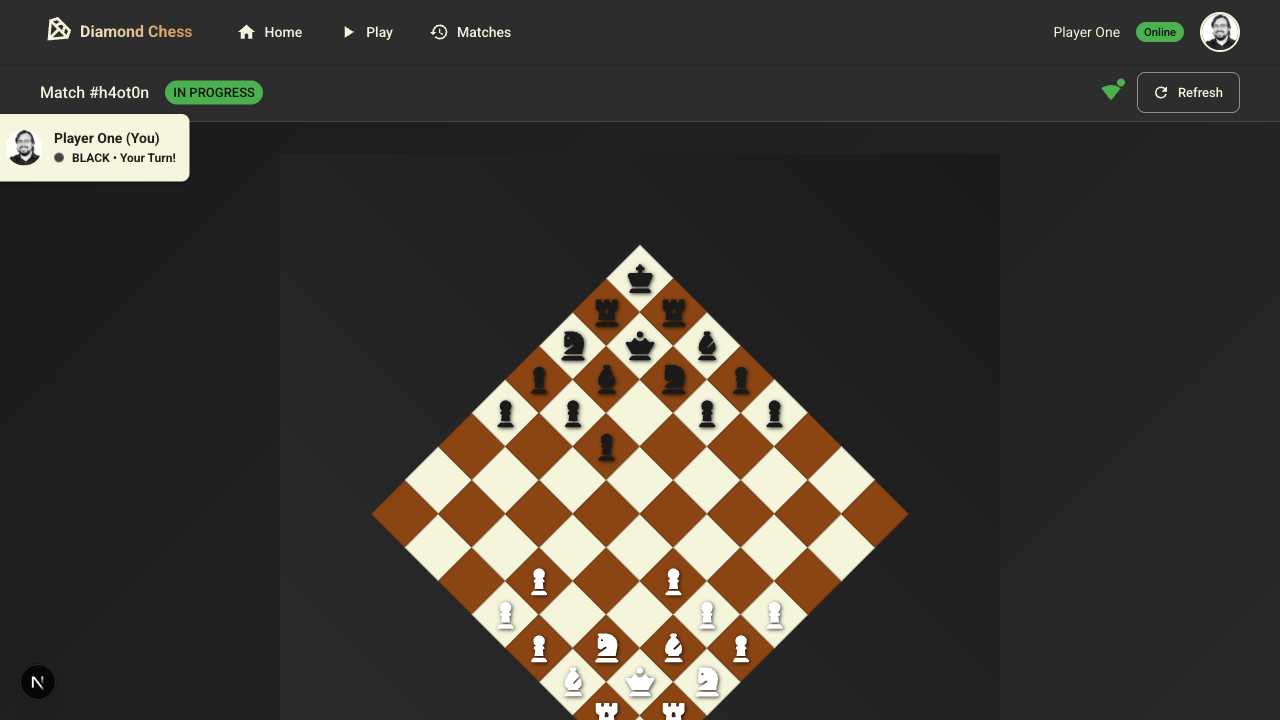 Diamond Chess
Home
Play
Matches
Player One
Online
Match #h4ot0n
IN PROGRESS
Refresh
Player One (You)
BLACK • Your Turn!
N